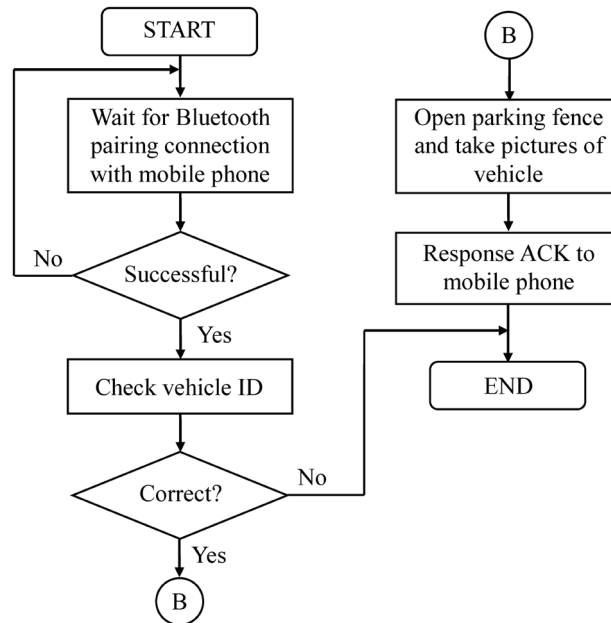 START
Wait for Bluetooth
pairing connection
with mobile phone
No
Successful?
Yes
Check vehicle ID
Correct?
No
Yes
B
B
Open parking fence
and take pictures of
vehicle
Response ACK to
mobile phone
END